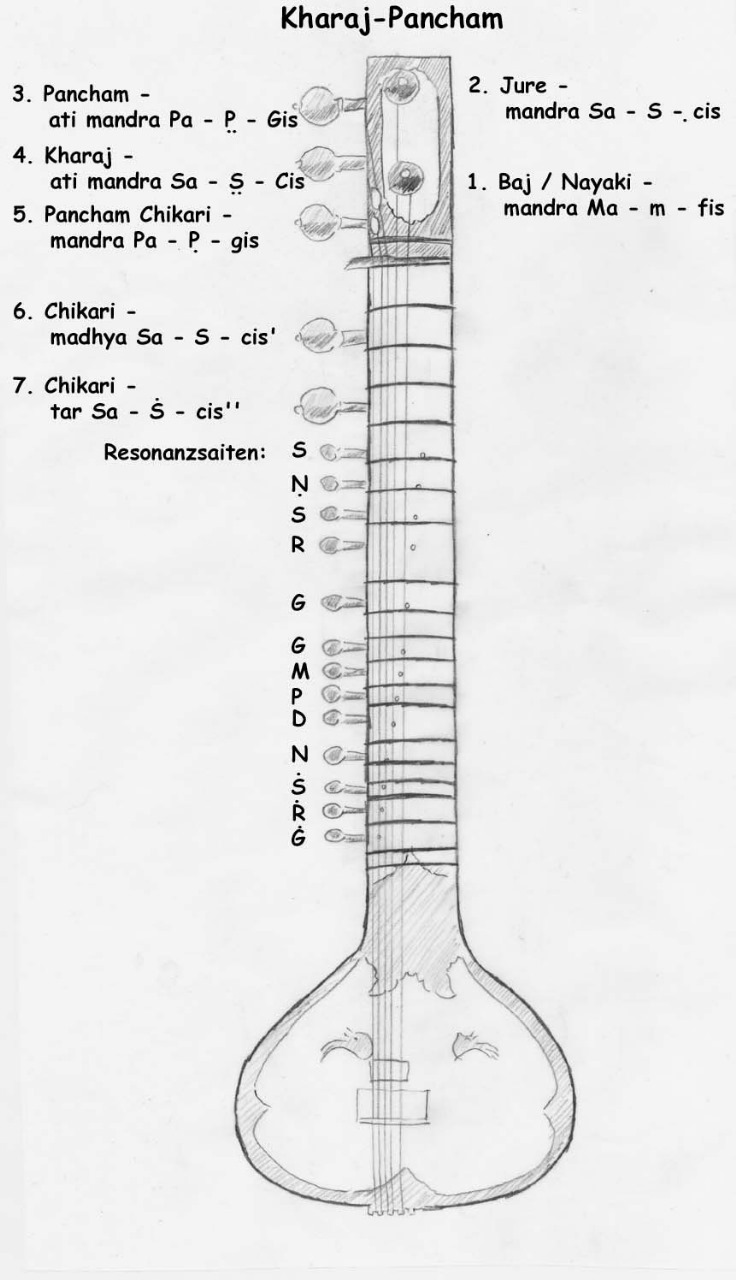 Kharaj-Pancham
3. Pancham -
ati mandra Pa - P̤ - Gis
4. Kharaj -
ati mandra Sa - S̤ - Cis
5. Pancham Chikari -
mandra Pa - P̣ - gis
2. Jure -
mandra Sa - S -. cis
1. Baj / Nayaki -
mandra Ma - m - fis
6. Chikari -
madhya Sa - S - cis'
7. Chikari -
tar Sa - Ṡ - cis''
Resonanzsaiten:
S
Ṇ
S
R
G
G
M
P
D
N
Ṡ
Ṙ
Ġ